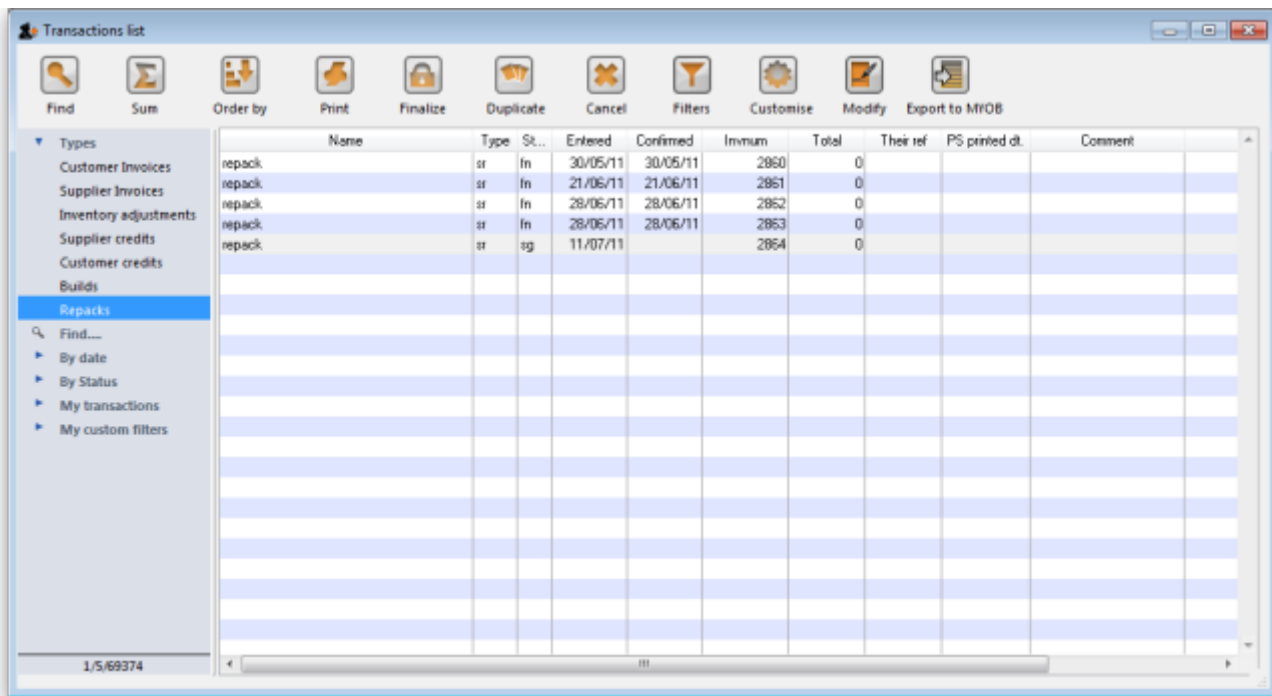 Transactions list
Find Sum Order by Print Finalize Duplicate Cancel Filters Customise Modify Export to MYOB
Types
Customer Invoices
Supplier Invoices
Inventory adjustments
Supplier credits
Customer credits
Builds
Repacks
Find....
By date
By Status
My transactions
My custom filters
1/5/69374
Name Type St... Entered Confirmed Invnum Total Their ref PS printed dt. Comment
repack sr fn 30/05/11 30/05/11 2860 0
repack sr fn 21/06/11 21/06/11 2861 0
repack sr fn 28/06/11 28/06/11 2862 0
repack sr fn 28/06/11 28/06/11 2863 0
repack sr sg 11/07/11 2864 0